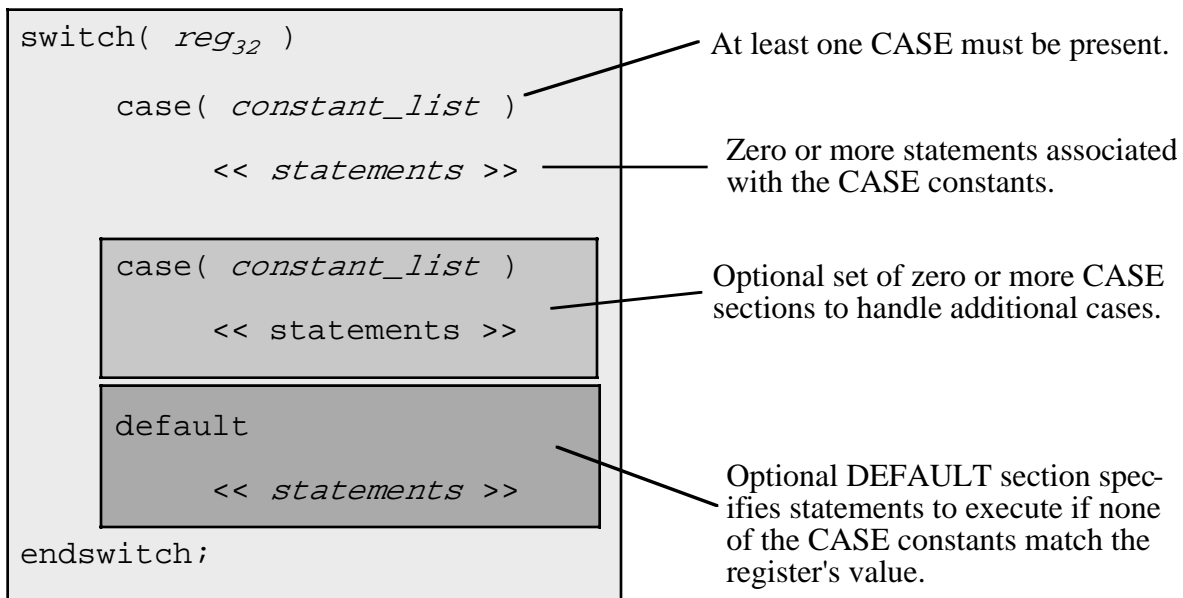 switch( reg32 )
At least one CASE must be present.
case( constant_list )
<< statements >>
Zero or more statements associated
with the CASE constants.
case( constant_list )
<< statements >>
Optional set of zero or more CASE
sections to handle additional cases.
default
<< statements >>
Optional DEFAULT section spec-
ifies statements to execute if none
of the CASE constants match the
register's value.
endswitch;